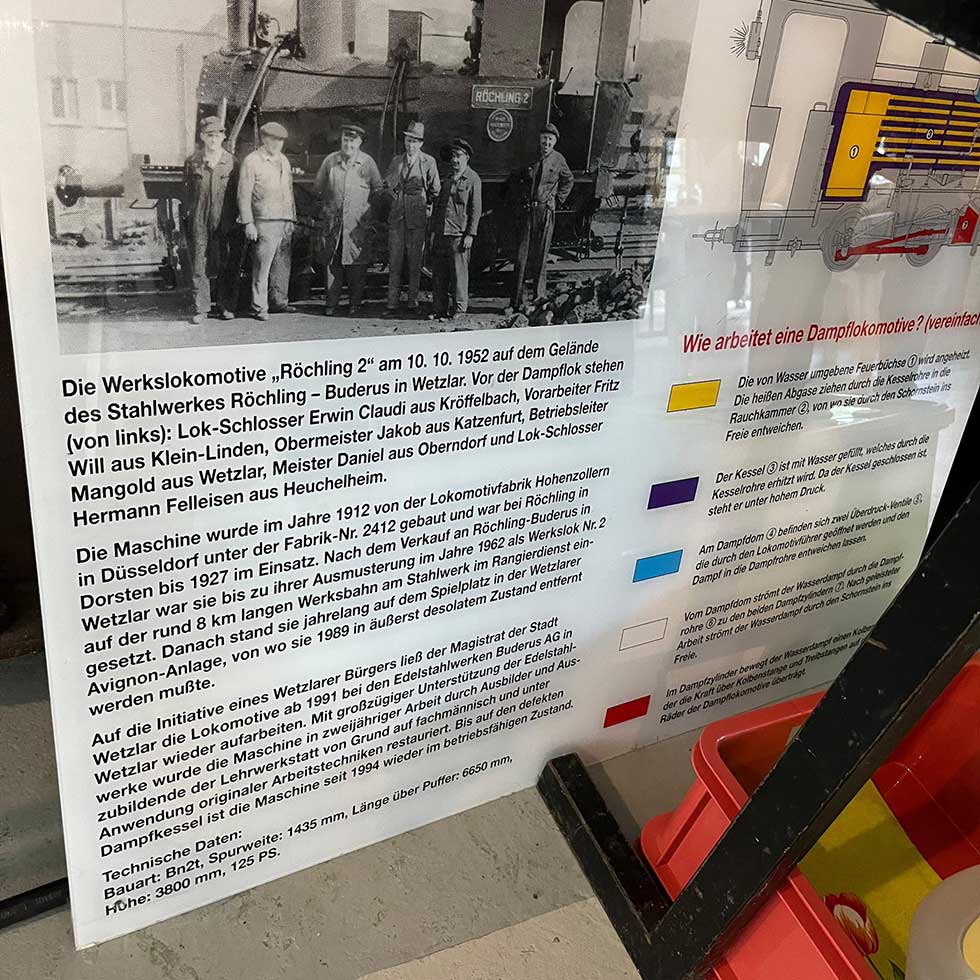 RÖCHLING 2
Die Werkslokomotive „Röchling 2“ am 10. 10. 1952 auf dem Gelände
des Stahlwerkes Röchling – Buderus in Wetzlar. Vor der Dampflok stehen
(von links): Lok-Schlosser Erwin Claudi aus Kröffelbach, Vorarbeiter Fritz
Will aus Klein-Linden, Obermeister Jakob aus Katzenfurt, Betriebsleiter
Mangold aus Wetzlar, Meister Daniel aus Oberndorf und Lok-Schlosser
Hermann Felleisen aus Heuchelheim.
Die Maschine wurde im Jahre 1912 von der Lokomotivfabrik Hohenzollern
in Düsseldorf unter der Fabrik-Nr. 2412 gebaut und war bei Röchling in
Dorsten bis 1927 im Einsatz. Nach dem Verkauf an Röchling-Buderus in
Wetzlar war sie bis zu ihrer Ausmusterung im Jahre 1962 als Werkslok Nr. 2
auf der rund 8 km langen Werksbahn am Stahlwerk im Rangierdienst ein-
gesetzt. Danach stand sie jahrelang auf dem Spielplatz in der Wetzlarer
Avignon-Anlage, von wo sie 1989 in äußerst desolatem Zustand entfernt
werden mußte.
Auf die Initiative eines Wetzlarer Bürgers ließ der Magistrat der Stadt
Wetzlar die Lokomotive ab 1991 bei den Edelstahlwerken Buderus AG in
Wetzlar wieder aufarbeiten. Mit großzügiger Unterstützung der Edelstahl-
werke wurde die Maschine in zweijähriger Arbeit durch Ausbilder und Aus-
zubildende der Lehrwerkstatt von Grund auf fachmännisch und unter
Anwendung originaler Arbeitstechniken restauriert. Bis auf den defekten
Dampfkessel ist die Maschine seit 1994 wieder im betriebsfähigen Zustand.
Technische Daten:
Bauart: Bn2t, Spurweite: 1435 mm, Länge über Puffer: 6650 mm,
Höhe: 3800 mm, 125 PS.
① ③
Wie arbeitet eine Dampflokomotive? (vereinfach
Die von Wasser umgebene Feuerbüchse ① wird angeheizt.
Die heißen Abgase ziehen durch die Kesselrohre in die
Rauchkammer ②, von wo sie durch den Schornstein ins
Freie entweichen.
Der Kessel ③ ist mit Wasser gefüllt, welches durch die
Kesselrohre erhitzt wird. Da der Kessel geschlossen ist,
steht er unter hohem Druck.
Am Dampfdom ④ befinden sich zwei Überdruck-Ventile ⑤,
die durch den Lokomotivführer geöffnet werden und den
Dampf in die Dampfrohre entweichen lassen.
Vom Dampfdom strömt der Wasserdampf durch die Dampf-
rohre ⑥ zu den beiden Dampfzylindern ⑦. Nach geleisteter
Arbeit strömt der Wasserdampf durch den Schornstein ins
Freie.
Im Dampfzylinder bewegt der Wasserdampf einen Kolben
der die Kraft über Kolbenstange und Treibstangen auf
Räder der Dampflokomotive überträgt.